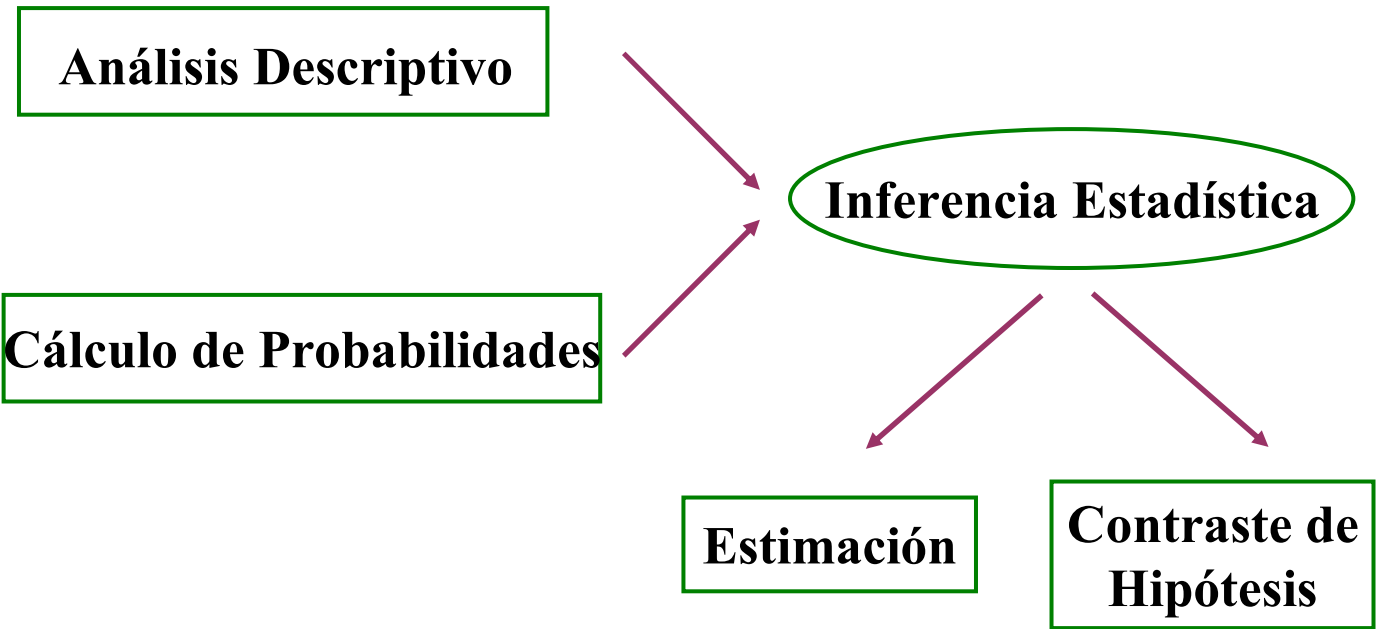 Análisis Descriptivo
Inferencia Estadística
Cálculo de Probabilidades
Estimación
Contraste de
Hipótesis